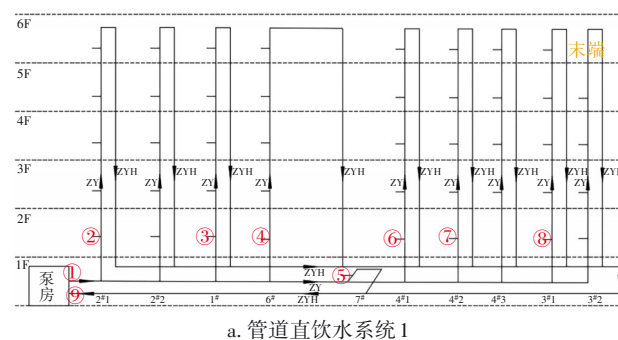 6F
末端
5F
4F
3F
ZY ZYH ZY ZYH ZY ZYH ZY ZYH ZY ZYH ZY ZYH ZY ZYH ZY ZYH ZY ZYH
2F
② ③ ④ ⑥ ⑦ ⑧
1F
泵房 ① ZYH ⑤
ZY
⑨ 2#1 2#2 1# 6# ZYH 7# 4#1 4#2 4#3 3#1 3#2
a. 管道直饮水系统1